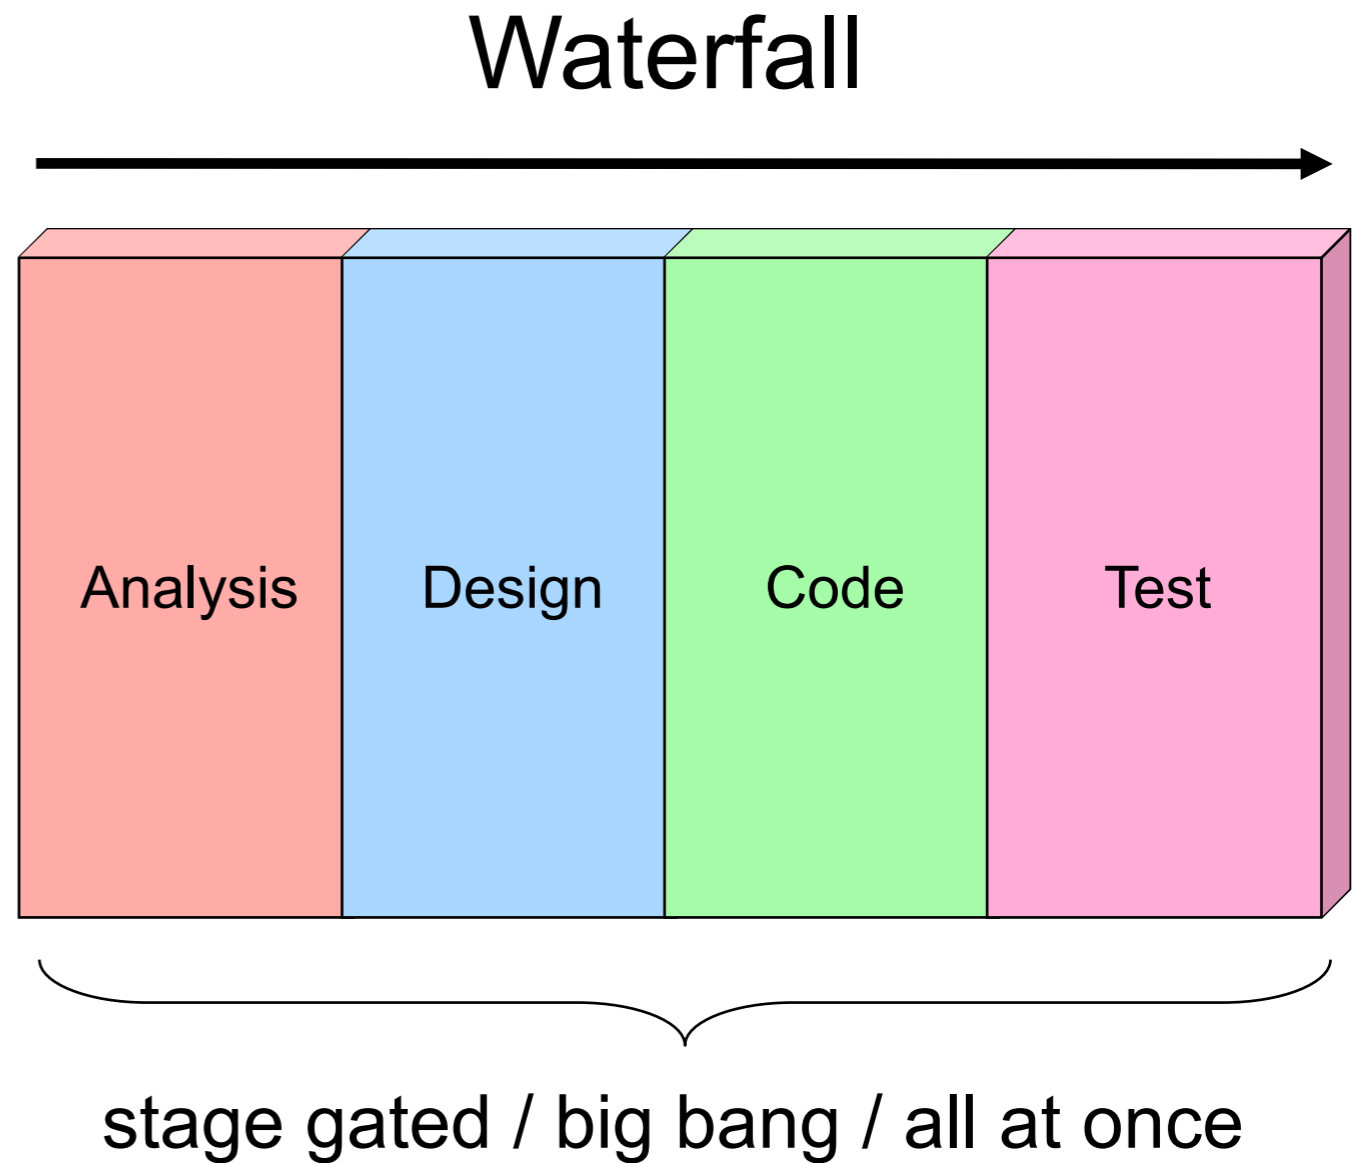 Waterfall
Analysis Design Code Test
stage gated / big bang / all at once